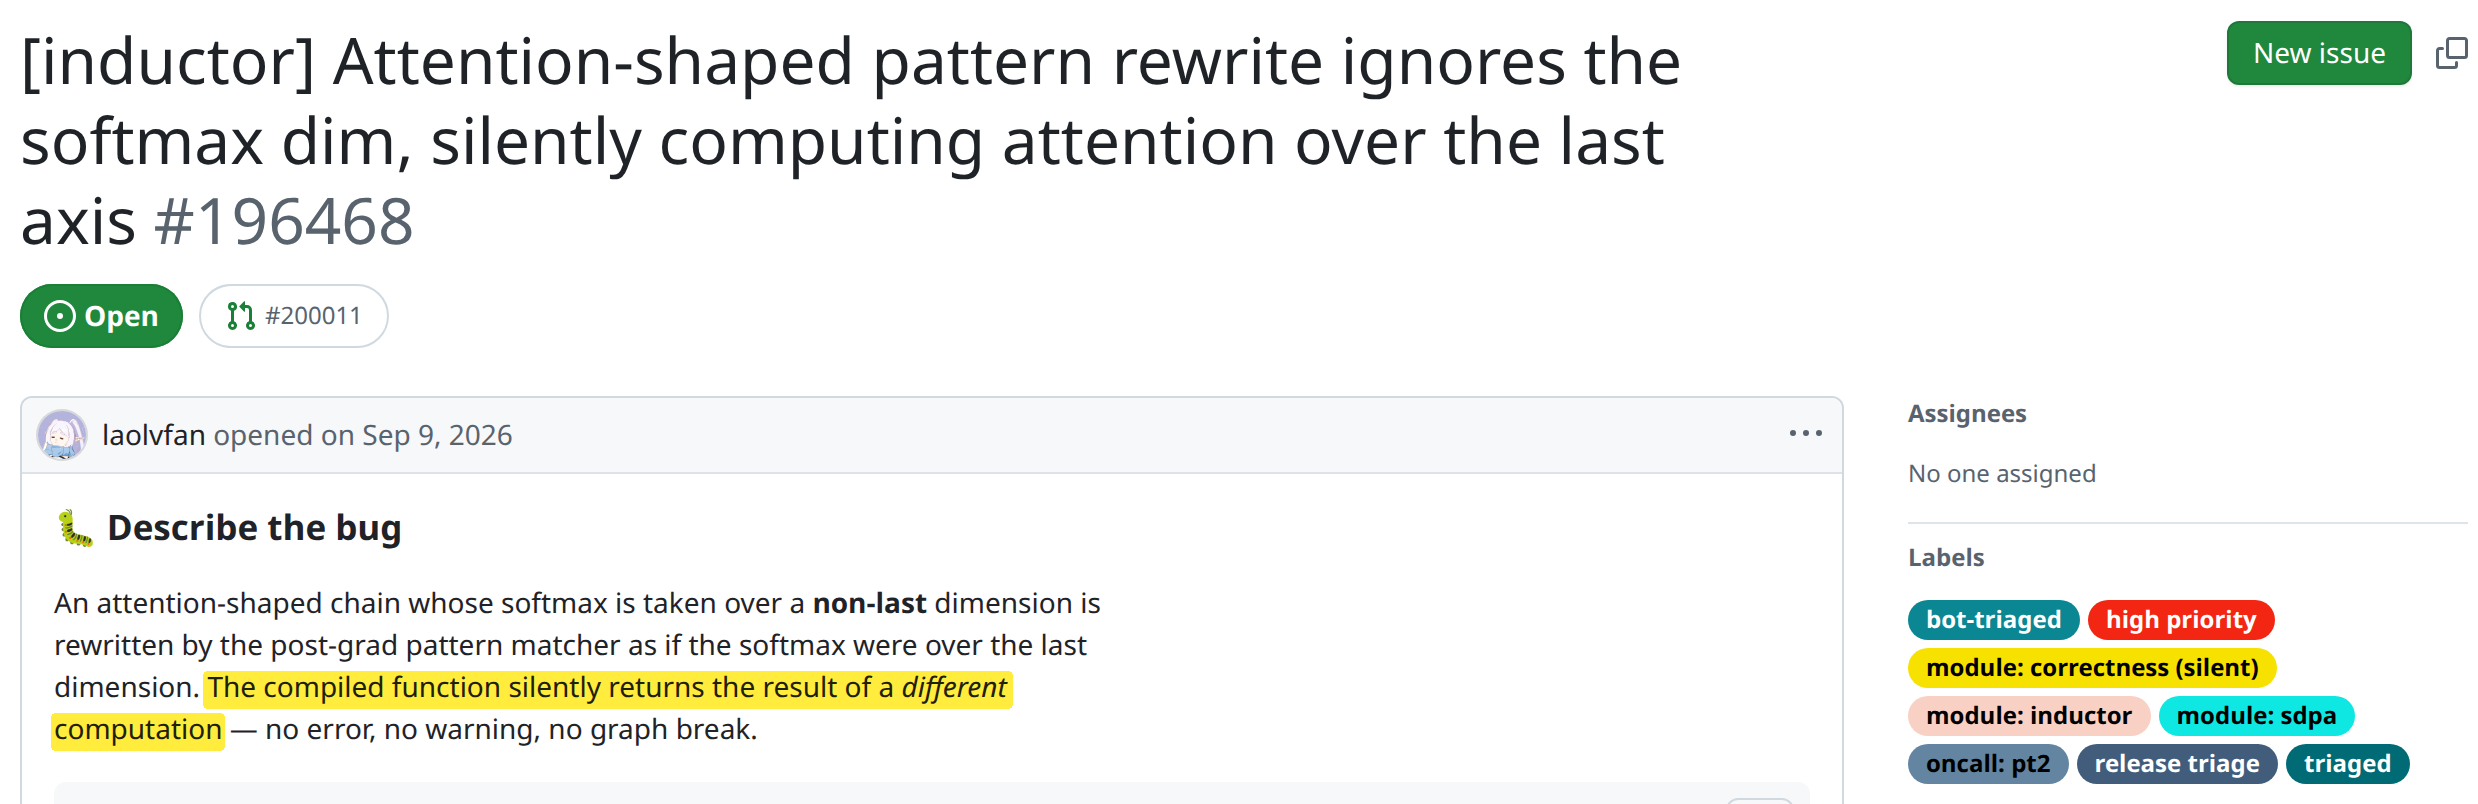 [inductor] Attention-shaped pattern rewrite ignores the
softmax dim, silently computing attention over the last
axis #196468
New issue
Open
#200011
laolvfan opened on Sep 9, 2026
🐛 Describe the bug
An attention-shaped chain whose softmax is taken over a non-last dimension is
rewritten by the post-grad pattern matcher as if the softmax were over the last
dimension. The compiled function silently returns the result of a different
computation — no error, no warning, no graph break.
Assignees
No one assigned
Labels
bot-triaged
high priority
module: correctness (silent)
module: inductor
module: sdpa
oncall: pt2
release triage
triaged